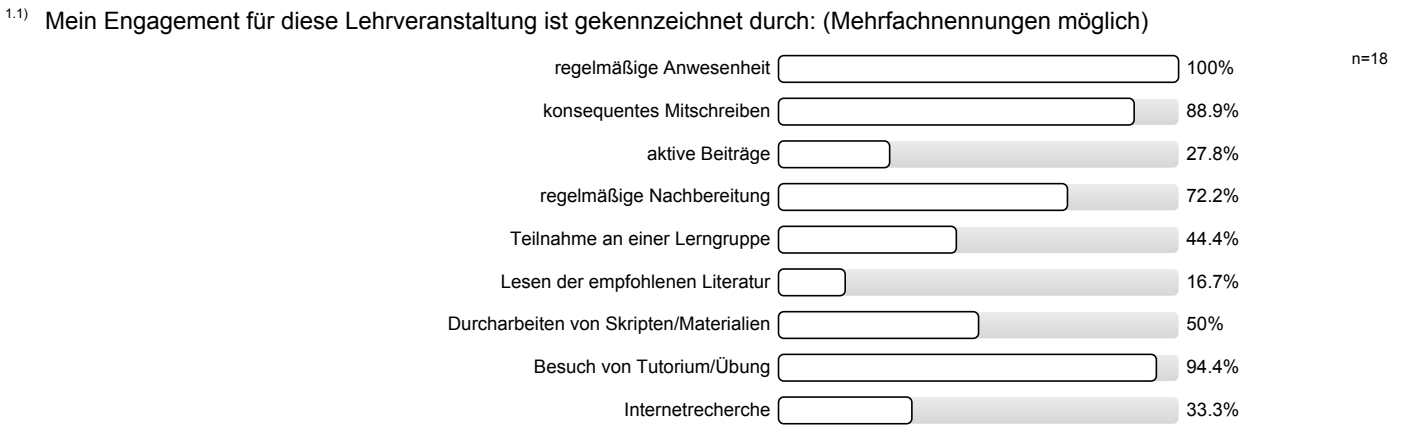 1.1) Mein Engagement für diese Lehrveranstaltung ist gekennzeichnet durch: (Mehrfachnennungen möglich)
n=18
regelmäßige Anwesenheit 100%
konsequentes Mitschreiben 88.9%
aktive Beiträge 27.8%
regelmäßige Nachbereitung 72.2%
Teilnahme an einer Lerngruppe 44.4%
Lesen der empfohlenen Literatur 16.7%
Durcharbeiten von Skripten/Materialien 50%
Besuch von Tutorium/Übung 94.4%
Internetrecherche 33.3%